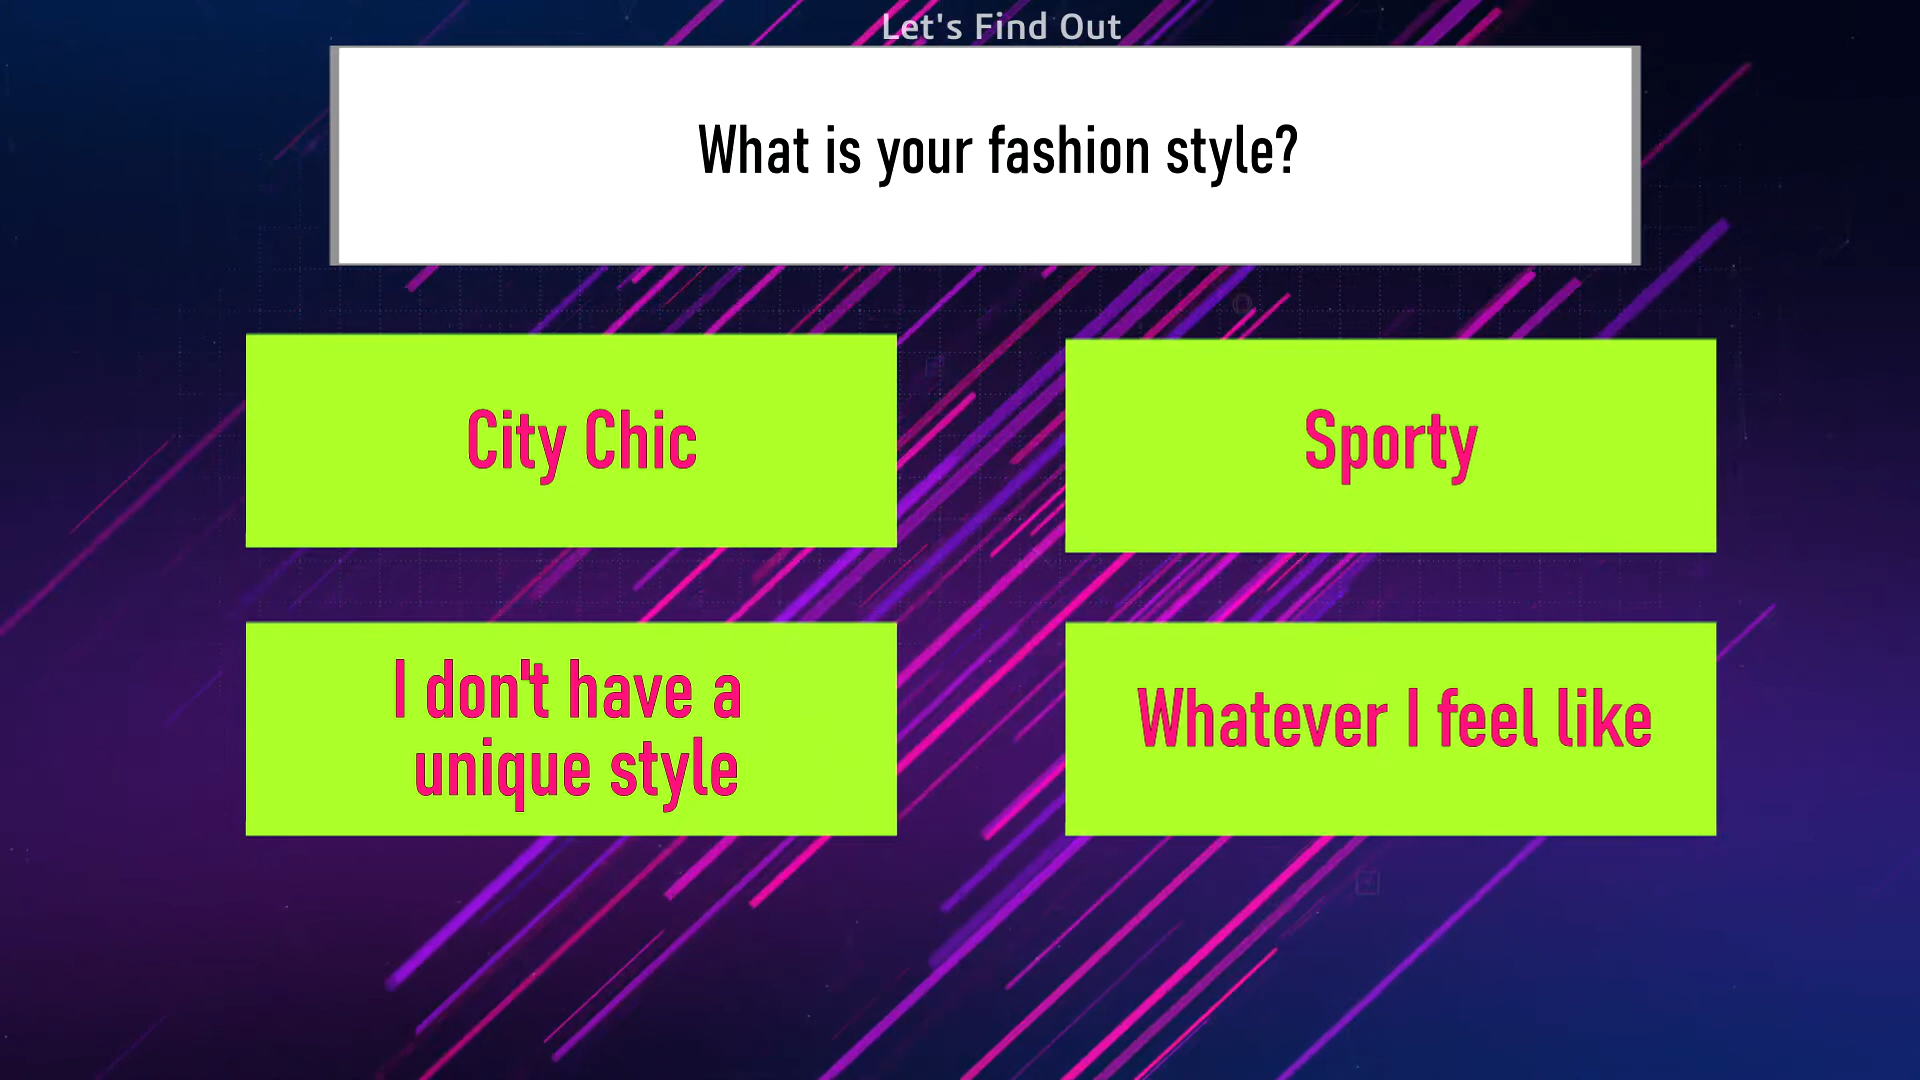 Let's Find Out
What is your fashion style?
City Chic
Sporty
I don't have a
unique style
Whatever I feel like